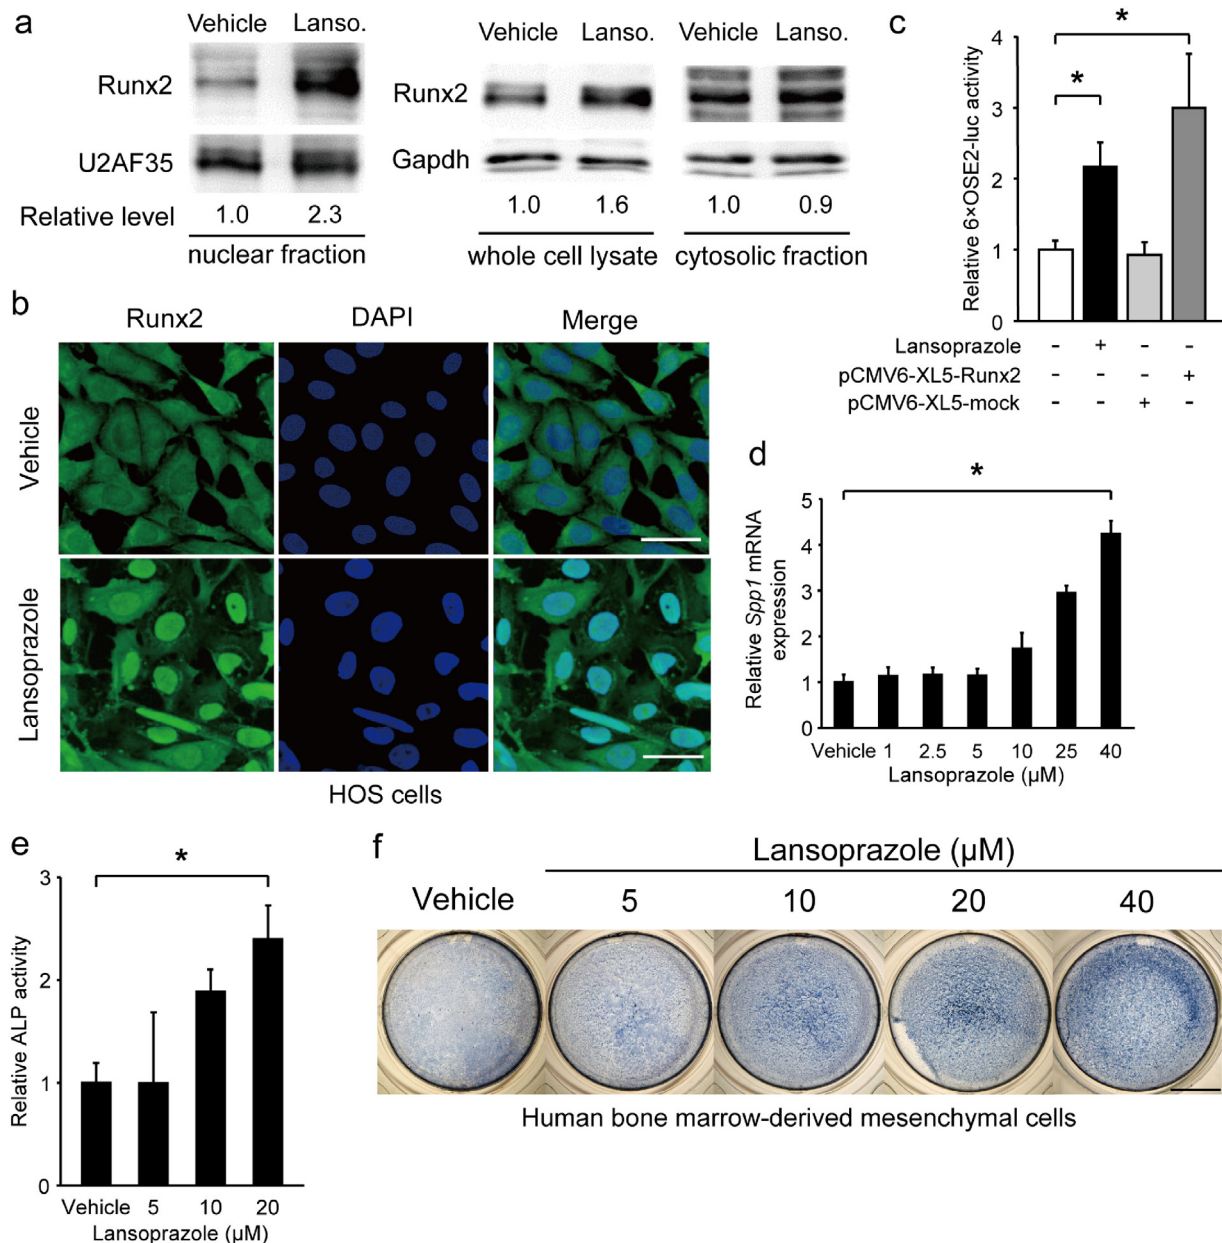 a
Vehicle Lanso.
Runx2
U2AF35
Relative level 1.0 2.3
nuclear fraction
Vehicle Lanso. Vehicle Lanso.
Runx2
Gapdh
1.0 1.6 1.0 0.9
whole cell lysate cytosolic fraction
b
Runx2 DAPI Merge
Vehicle
Lansoprazole
HOS cells
c
Relative 6×OSE2-luc activity
4
3
2
1
0
* *
Lansoprazole - + - -
pCMV6-XL5-Runx2 - - - +
pCMV6-XL5-mock - - + -
d
Relative Spp1 mRNA
expression
5
4
3
2
1
0
*
Vehicle 1 2.5 5 10 25 40
Lansoprazole (µM)
e
Relative ALP activity
3
2
1
0
*
Vehicle 5 10 20
Lansoprazole (µM)
f
Lansoprazole (µM)
Vehicle 5 10 20 40
Human bone marrow-derived mesenchymal cells